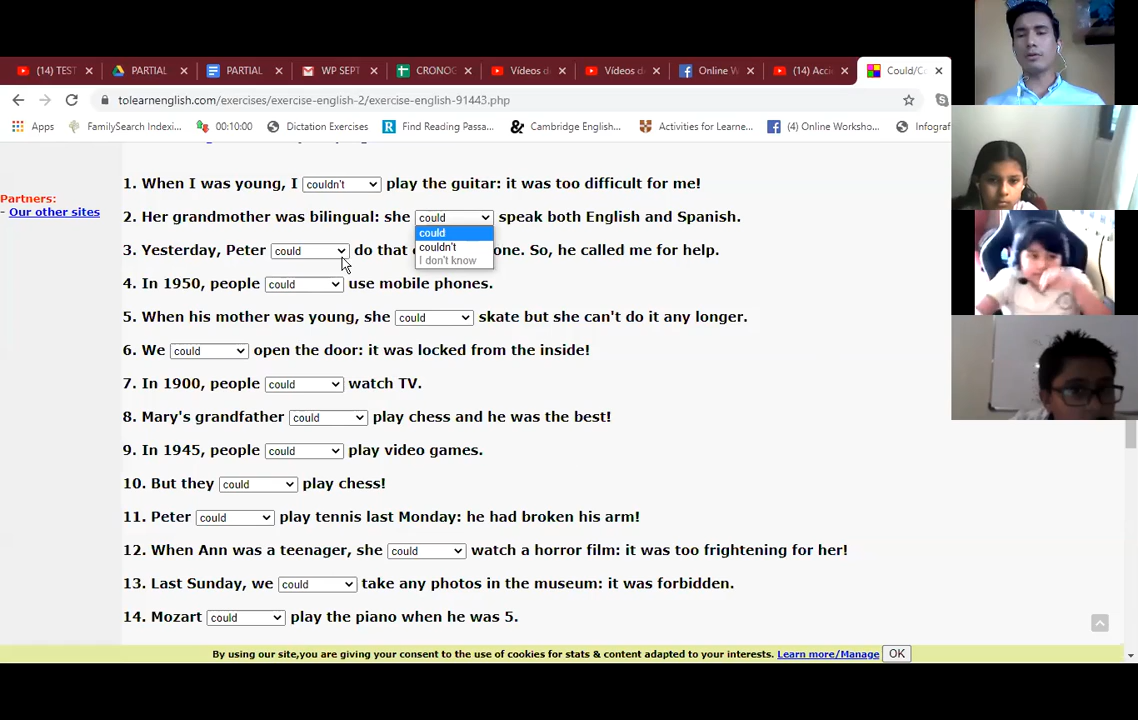 (14) TEST PARTIAL PARTIAL WP SEPT CRONOG Vídeos d Vídeos d Online W (14) Acci Could/C
tolearnenglish.com/exercises/exercise-english-2/exercise-english-91443.php
Apps FamilySearch Indexi... 00:10:00 Dictation Exercises Find Reading Passa... Cambridge English... Activities for Learne... (4) Online Worksho... Infograf
Partners:
- Our other sites
1. When I was young, I couldn't play the guitar: it was too difficult for me!
2. Her grandmother was bilingual: she could speak both English and Spanish.
could
couldn't
I don't know
3. Yesterday, Peter could do that one. So, he called me for help.
4. In 1950, people could use mobile phones.
5. When his mother was young, she could skate but she can't do it any longer.
6. We could open the door: it was locked from the inside!
7. In 1900, people could watch TV.
8. Mary's grandfather could play chess and he was the best!
9. In 1945, people could play video games.
10. But they could play chess!
11. Peter could play tennis last Monday: he had broken his arm!
12. When Ann was a teenager, she could watch a horror film: it was too frightening for her!
13. Last Sunday, we could take any photos in the museum: it was forbidden.
14. Mozart could play the piano when he was 5.
By using our site,you are giving your consent to the use of cookies for stats & content adapted to your interests. Learn more/Manage OK